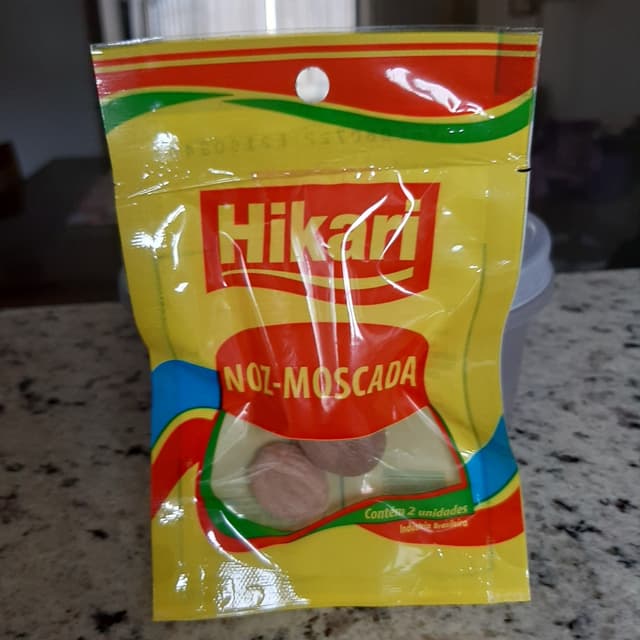 Hikari
NOZ-MOSCADA
Contém 2 unidades
Indústria Brasileira